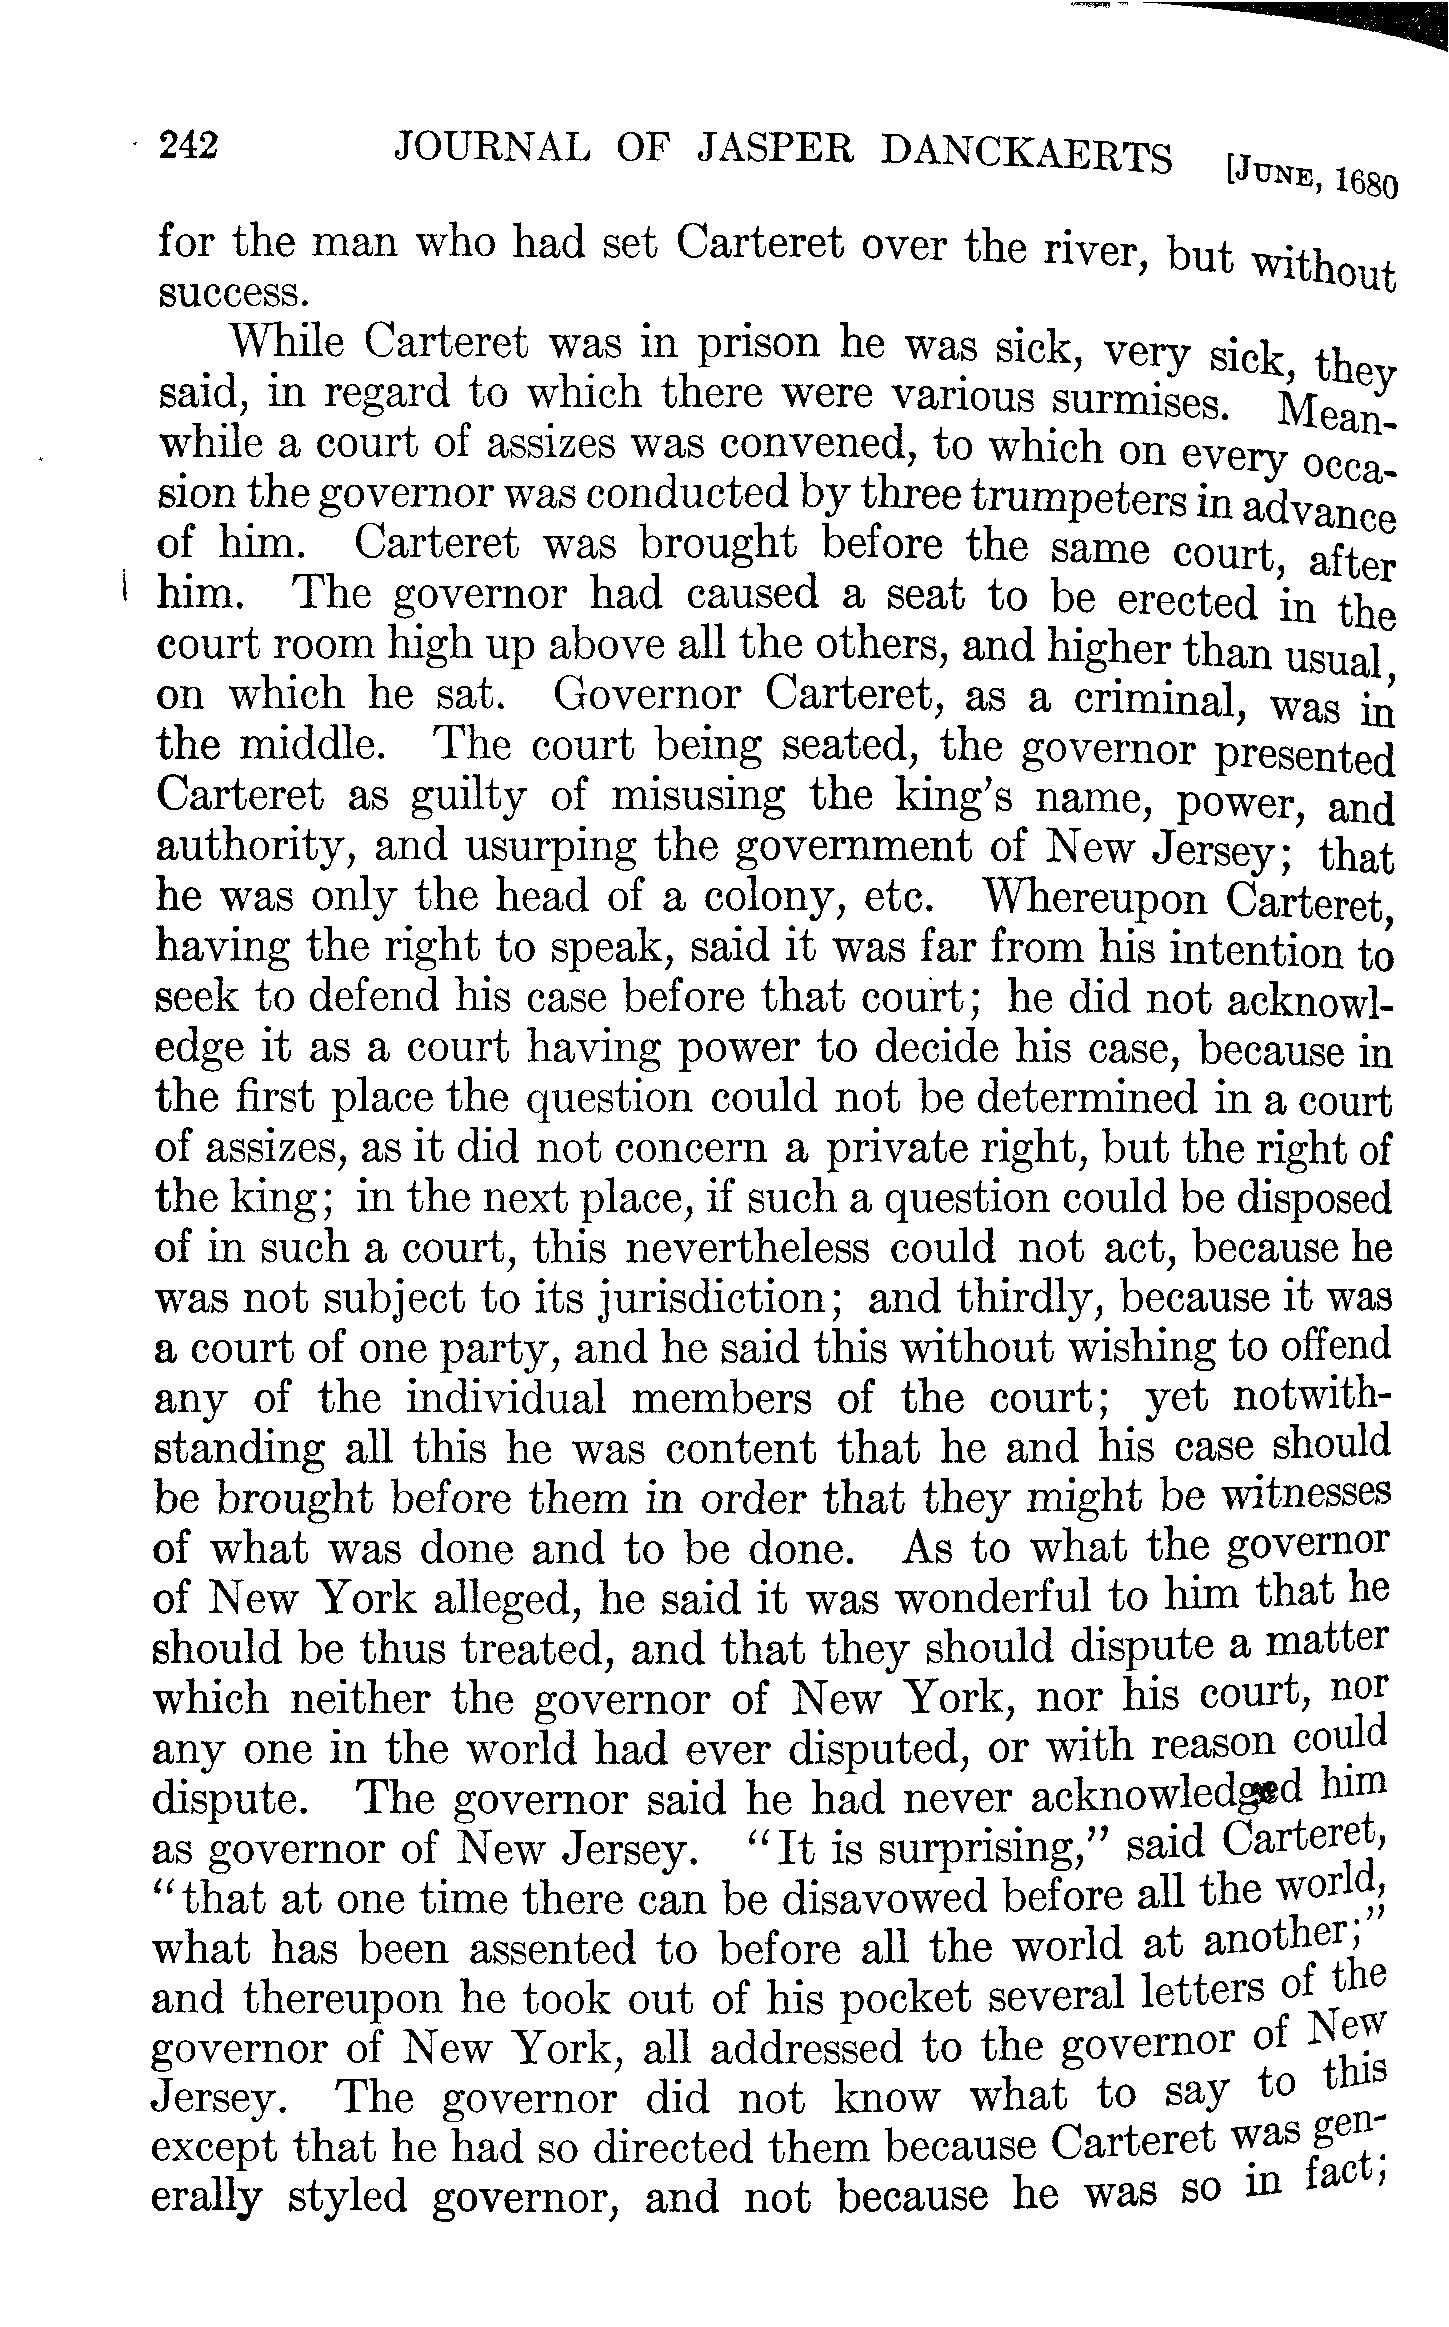 242 JOURNAL OF JASPER DANCKAERTS [JUNE, 1680
for the man who had set Carteret over the river, but without
success.
While Carteret was in prison he was sick, very sick, they
said, in regard to which there were various surmises. Mean-
while a court of assizes was convened, to which on every occa-
sion the governor was conducted by three trumpeters in advance
of him. Carteret was brought before the same court, after
him. The governor had caused a seat to be erected in the
court room high up above all the others, and higher than usual,
on which he sat. Governor Carteret, as a criminal, was in
the middle. The court being seated, the governor presented
Carteret as guilty of misusing the king's name, power, and
authority, and usurping the government of New Jersey; that
he was only the head of a colony, etc. Whereupon Carteret,
having the right to speak, said it was far from his intention to
seek to defend his case before that court; he did not acknowl-
edge it as a court having power to decide his case, because in
the first place the question could not be determined in a court
of assizes, as it did not concern a private right, but the right of
the king; in the next place, if such a question could be disposed
of in such a court, this nevertheless could not act, because he
was not subject to its jurisdiction; and thirdly, because it was
a court of one party, and he said this without wishing to offend
any of the individual members of the court; yet notwith-
standing all this he was content that he and his case should
be brought before them in order that they might be witnesses
of what was done and to be done. As to what the governor
of New York alleged, he said it was wonderful to him that he
should be thus treated, and that they should dispute a matter
which neither the governor of New York, nor his court, nor
any one in the world had ever disputed, or with reason could
dispute. The governor said he had never acknowledged him
as governor of New Jersey. "It is surprising," said Carteret,
"that at one time there can be disavowed before all the world,
what has been assented to before all the world at another;"
and thereupon he took out of his pocket several letters of the
governor of New York, all addressed to the governor of New
Jersey. The governor did not know what to say to this
except that he had so directed them because Carteret was gen-
erally styled governor, and not because he was so in fact;